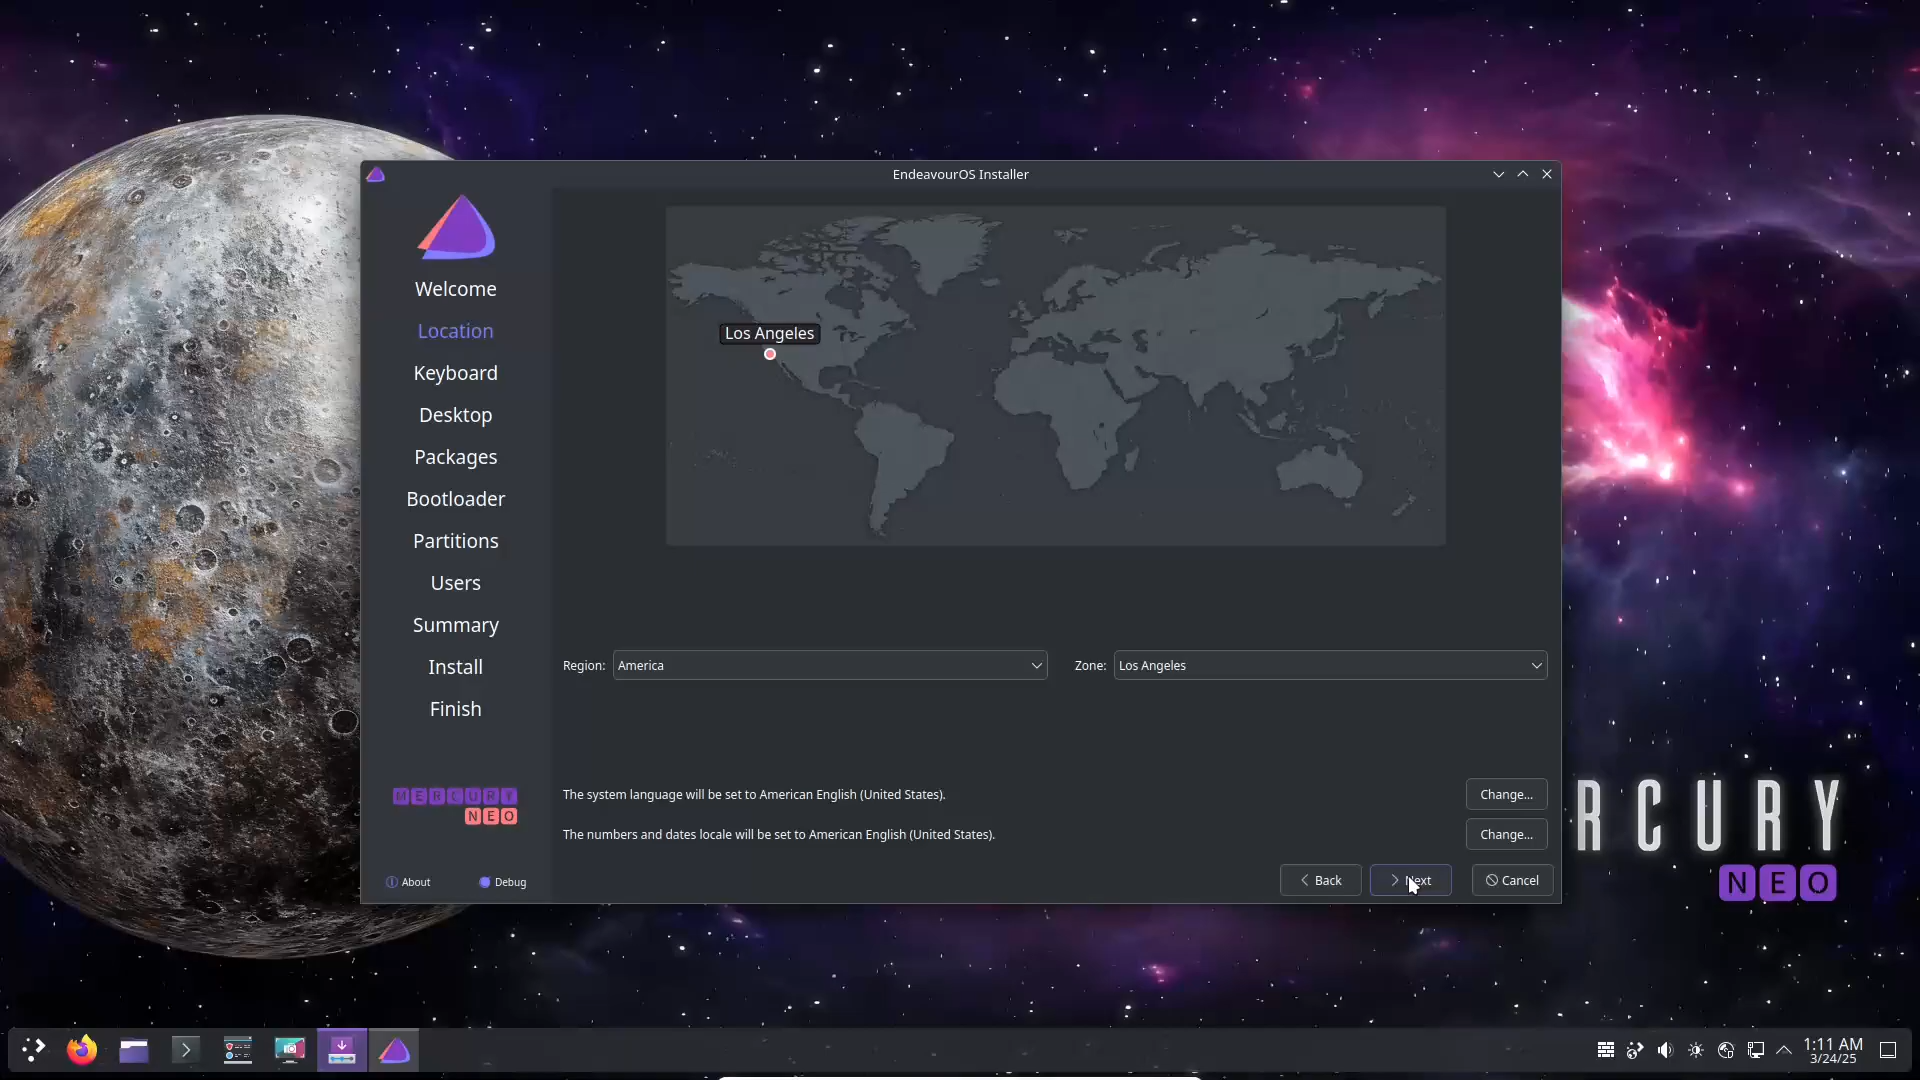 EndeavourOS Installer
Welcome
Location
Keyboard
Desktop
Packages
Bootloader
Partitions
Users
Summary
Install
Finish
MERCURY
NEO
About
Debug
Los Angeles
Region:
America
Zone:
Los Angeles
The system language will be set to American English (United States).
Change...
The numbers and dates locale will be set to American English (United States).
Change...
Back
Next
Cancel
RCURY
NEO
1:11 AM
3/24/25